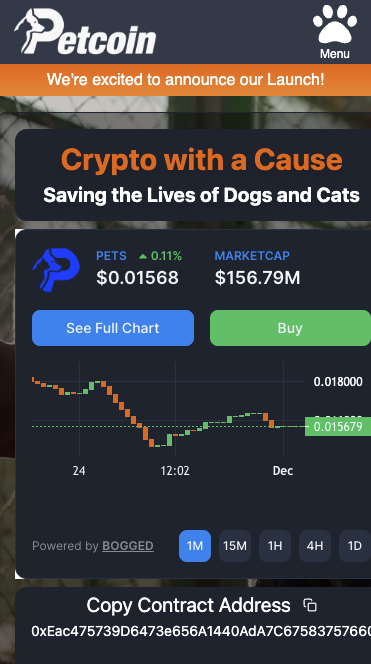 Petcoin
Menu
We're excited to announce our Launch!
Crypto with a Cause
Saving the Lives of Dogs and Cats
PETS 0.11% MARKETCAP
$0.01568 $156.79M
See Full Chart Buy
0.018000
0.015679
24 12:02 Dec
Powered by BOGGED 1M 15M 1H 4H 1D
Copy Contract Address
0xEac475739D6473e656A1440AdA7C67583757660